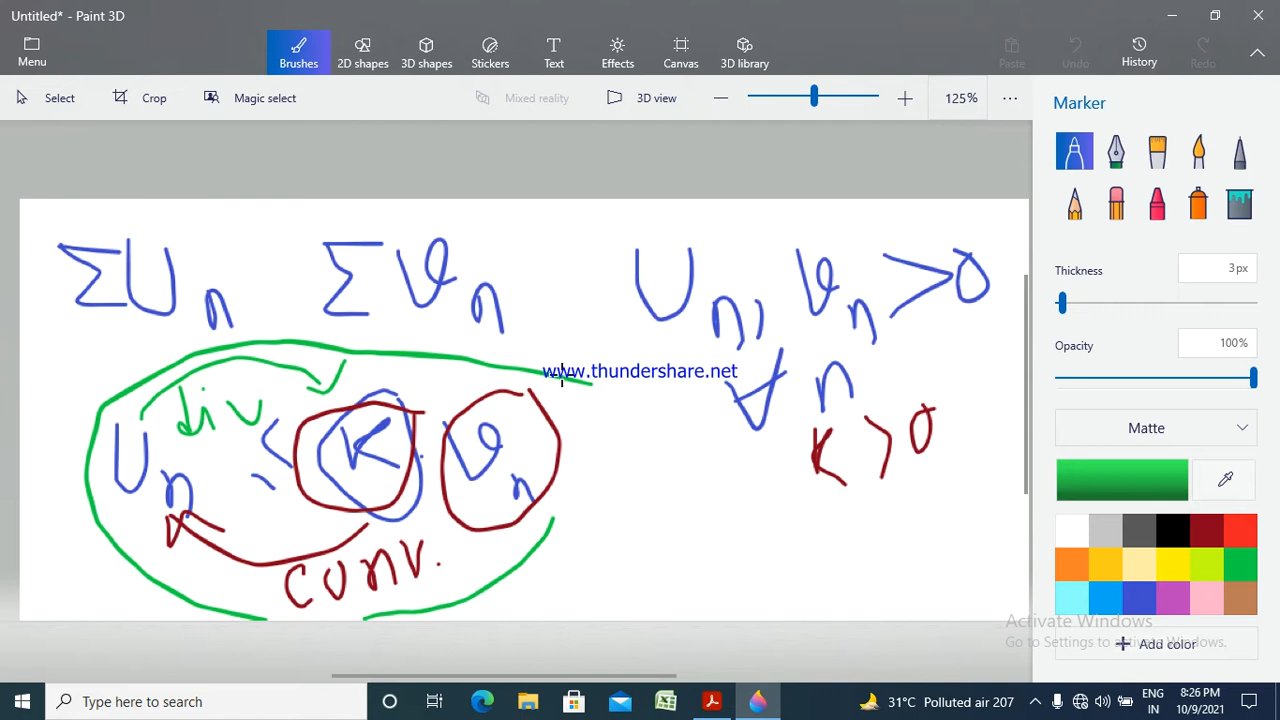 Untitled* - Paint 3D
Menu
Brushes
2D shapes
3D shapes
Stickers
Text
Effects
Canvas
3D library
Paste
Undo
History
Redo
Select
Crop
Magic select
Mixed reality
3D view
125%
Marker
Thickness
3px
Opacity
100%
Matte
Add color
ΣUn Σvn Un, vn > 0
∀ n
div
Un ≤ K. vn
K > 0
conv.
www.thundershare.net
Activate Windows
Go to Settings to activate Windows.
Type here to search
31°C Polluted air 207
ENG
IN
8:26 PM
10/9/2021